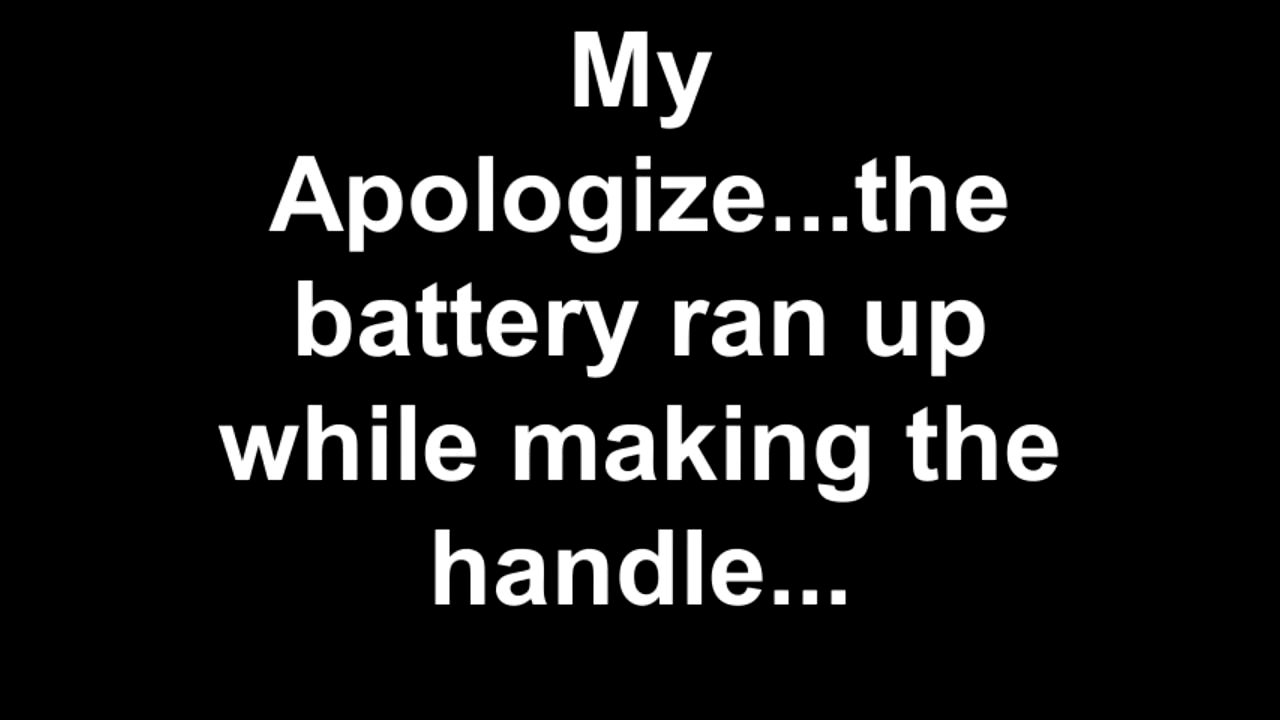 My
Apologize...the
battery ran up
while making the
handle...